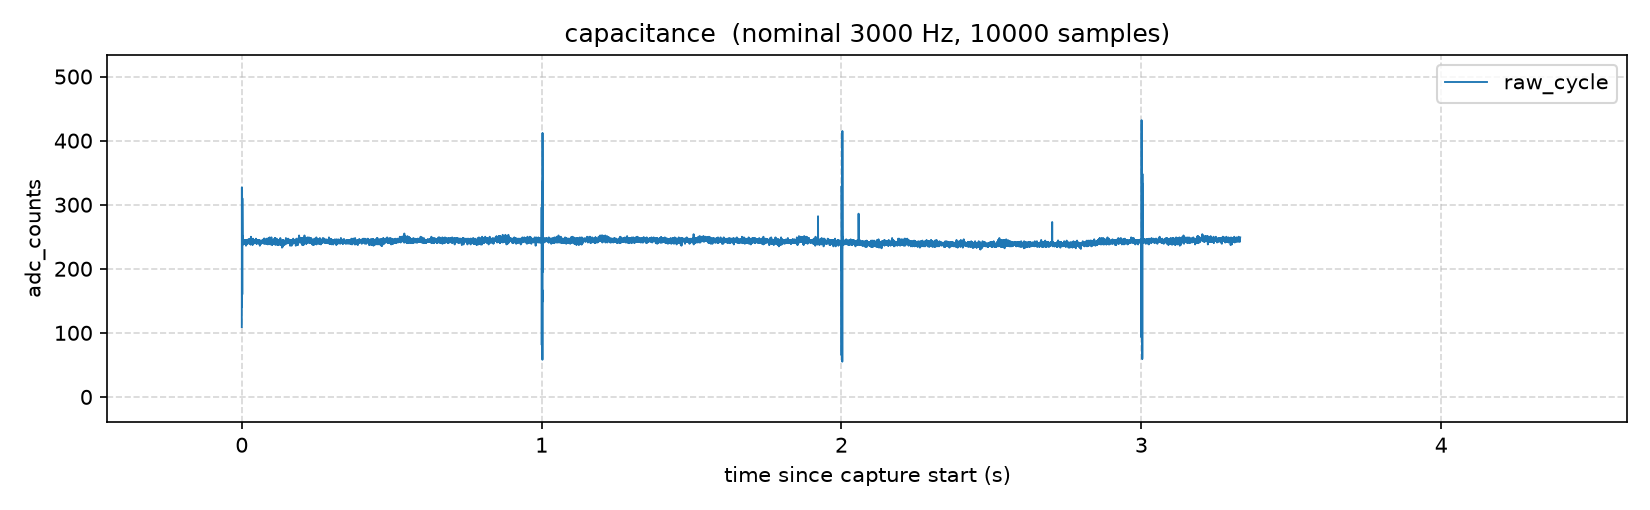 capacitance  (nominal 3000 Hz, 10000 samples)
raw_cycle
adc_counts
500
400
300
200
100
0
0 1 2 3 4
time since capture start (s)